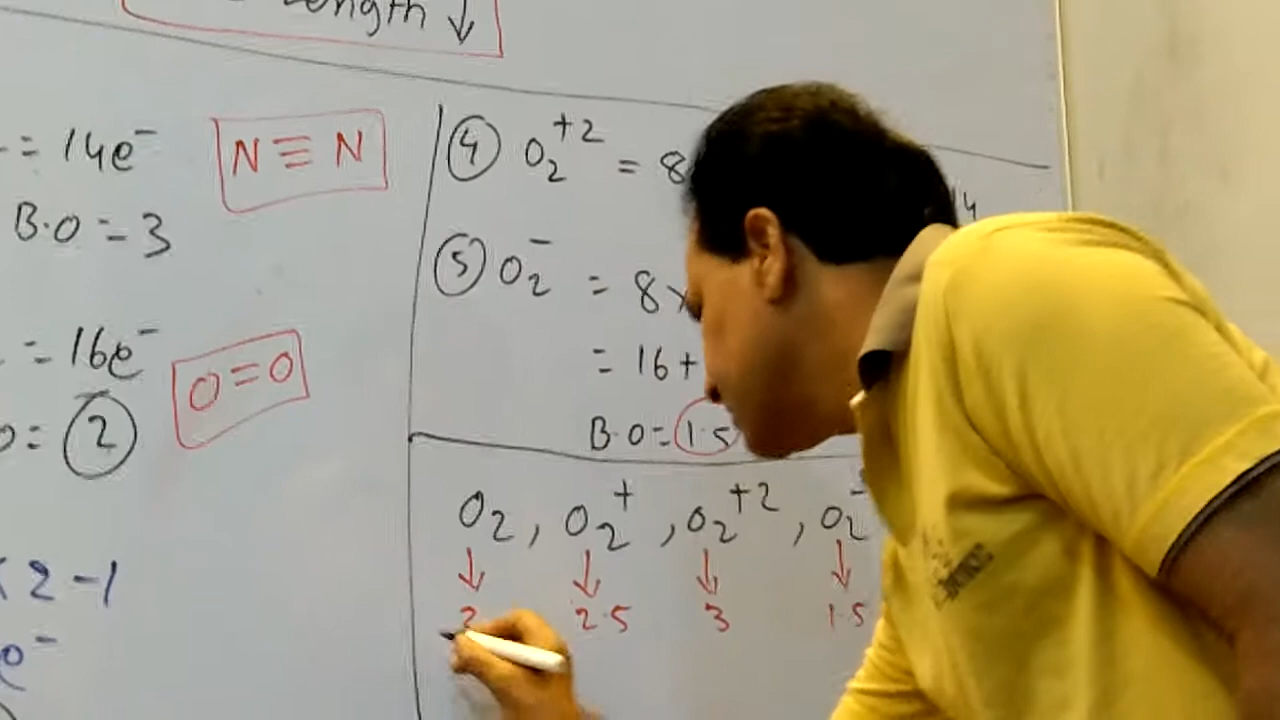 Length ↓
= 14e⁻
N ≡ N
B.O = 3
= 16e⁻
O = O
= 2
× 2 - 1
e⁻
④ O₂⁺² = 8
14
⑤ O₂⁻ = 8×
= 16 +
B.O = 1.5
O₂ , O₂⁺ , O₂⁺² , O₂⁻
↓ ↓ ↓ ↓
2 2.5 3 1.5